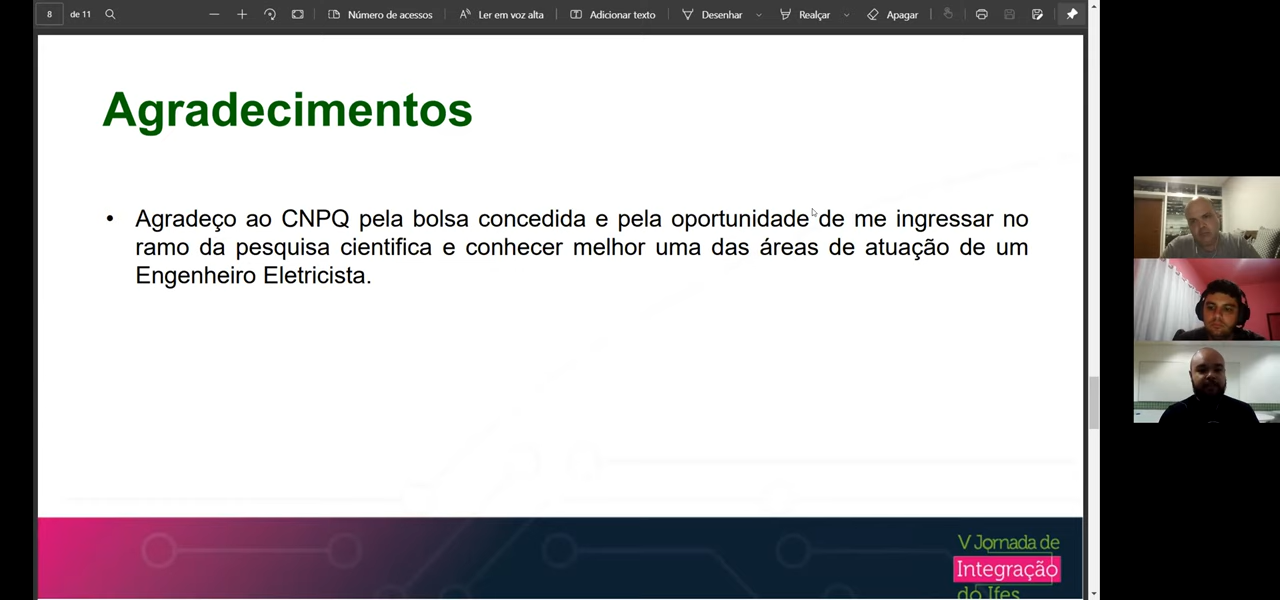 8 de 11 Número de acessos Ler em voz alta Adicionar texto Desenhar Realçar Apagar
Agradecimentos
• Agradeço ao CNPQ pela bolsa concedida e pela oportunidade de me ingressar no
ramo da pesquisa cientifica e conhecer melhor uma das áreas de atuação de um
Engenheiro Eletricista.
V Jornada de
Integração
do Ifes